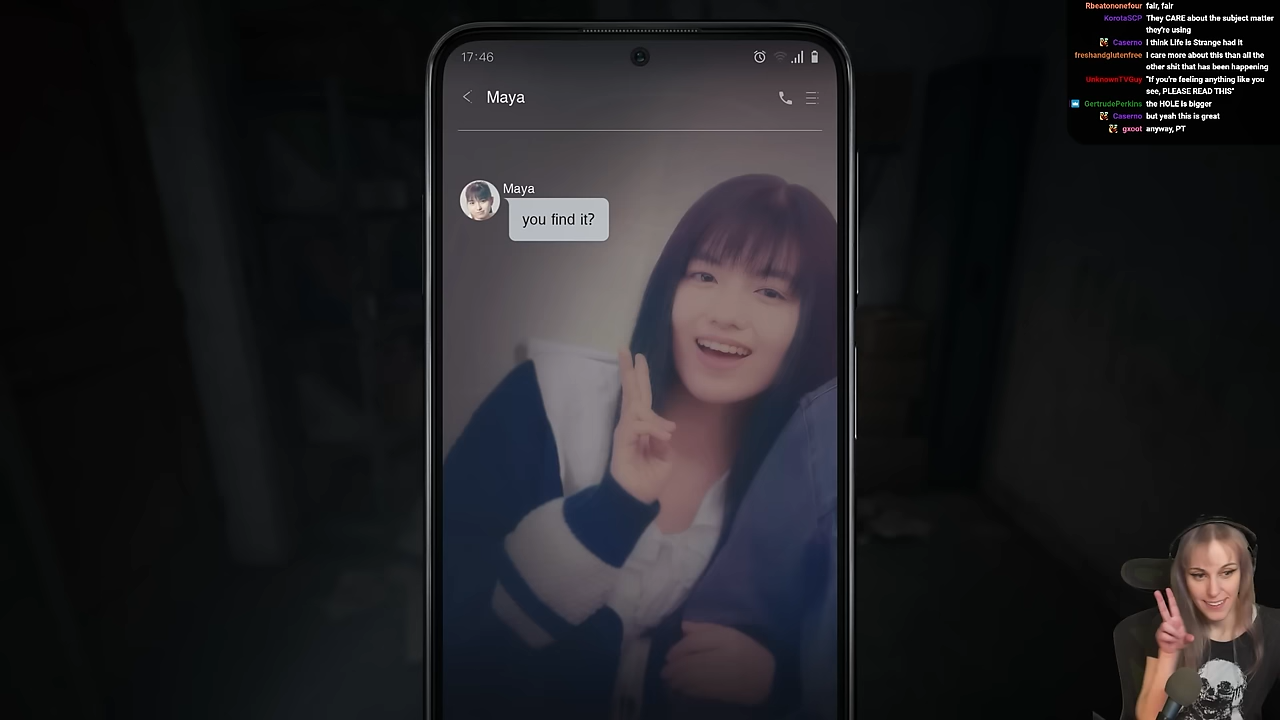 17:46
Maya
Maya
you find it?
Rbeatononefour fair, fair
KorotaSCP They CARE about the subject matter
they're using
Caserno I think Life is Strange had it
freshandglutenfree I care more about this than all the
other shit that has been happening
UnknownTVGuy "If you're feeling anything like you
see, PLEASE READ THIS"
GertrudePerkins the HOLE is bigger
Caserno but yeah this is great
gxoot anyway, PT